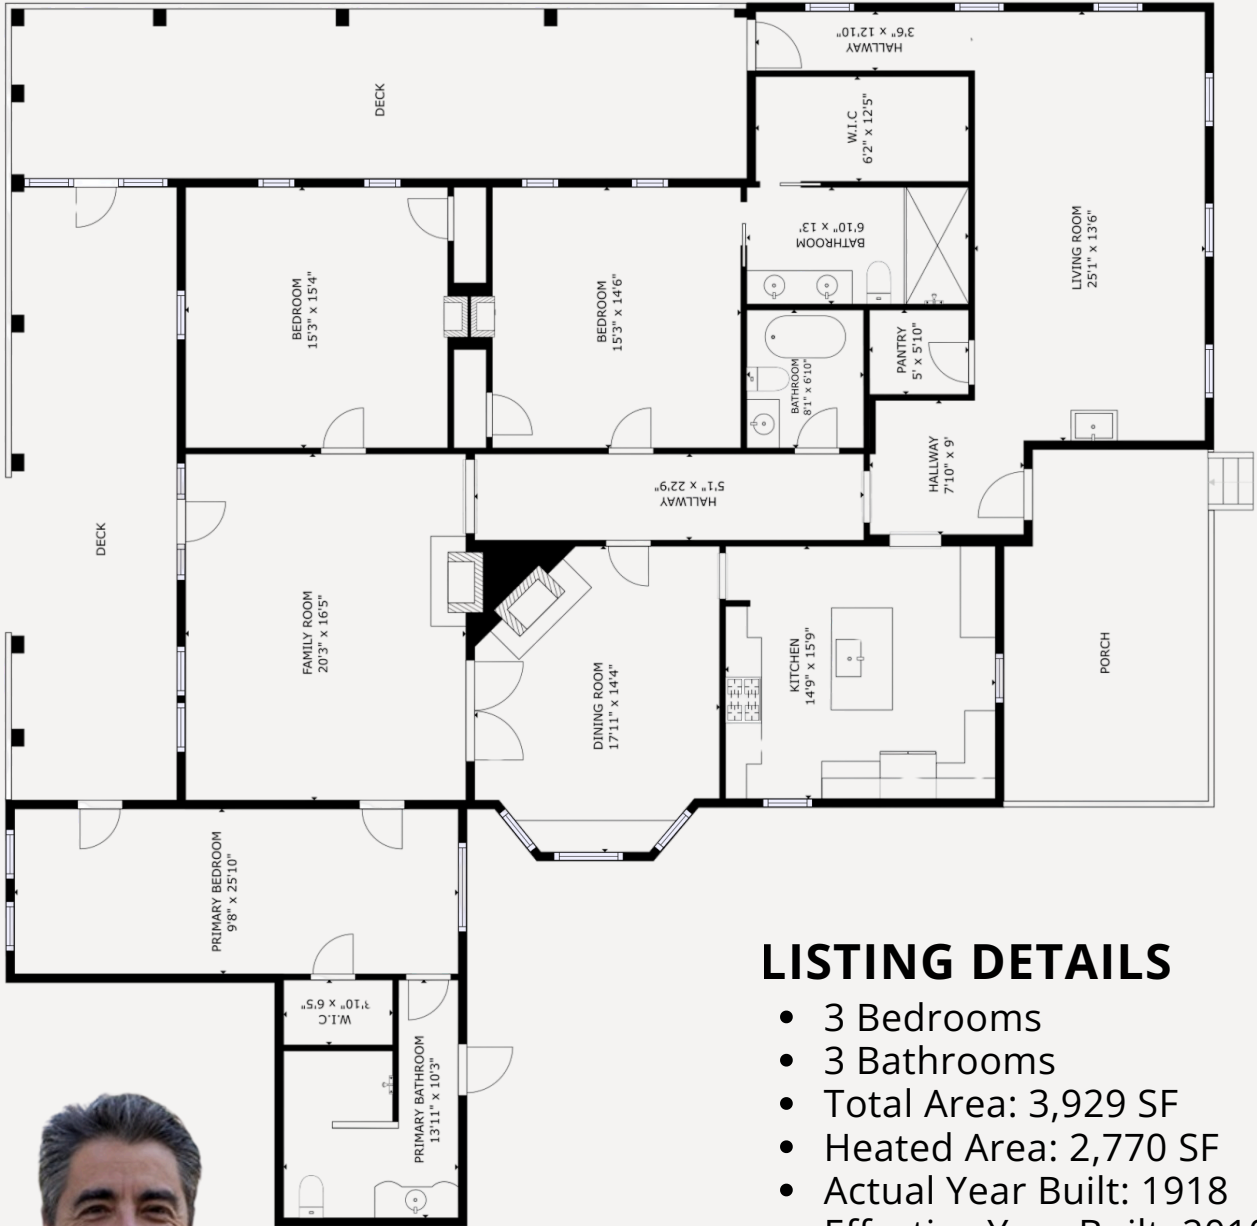 3'6" x 12'10"
HALLWAY
DECK
W.I.C
6'2" x 12'5"
6'10" x 13'
BATHROOM
LIVING ROOM
25'1" x 13'6"
BEDROOM
15'3" x 15'4"
BEDROOM
15'3" x 14'6"
PANTRY
5' x 5'10"
BATHROOM
8'1" x 6'10"
HALLWAY
7'10" x 9'
5'1" x 22'9"
HALLWAY
DECK
FAMILY ROOM
20'3" x 16'5"
DINING ROOM
17'11" x 14'4"
KITCHEN
14'9" x 15'9"
PORCH
PRIMARY BEDROOM
9'8" x 25'10"
3'10" x 6'5"
W.I.C
PRIMARY BATHROOM
13'11" x 10'3"
LISTING DETAILS
• 3 Bedrooms
• 3 Bathrooms
• Total Area: 3,929 SF
• Heated Area: 2,770 SF
• Actual Year Built: 1918